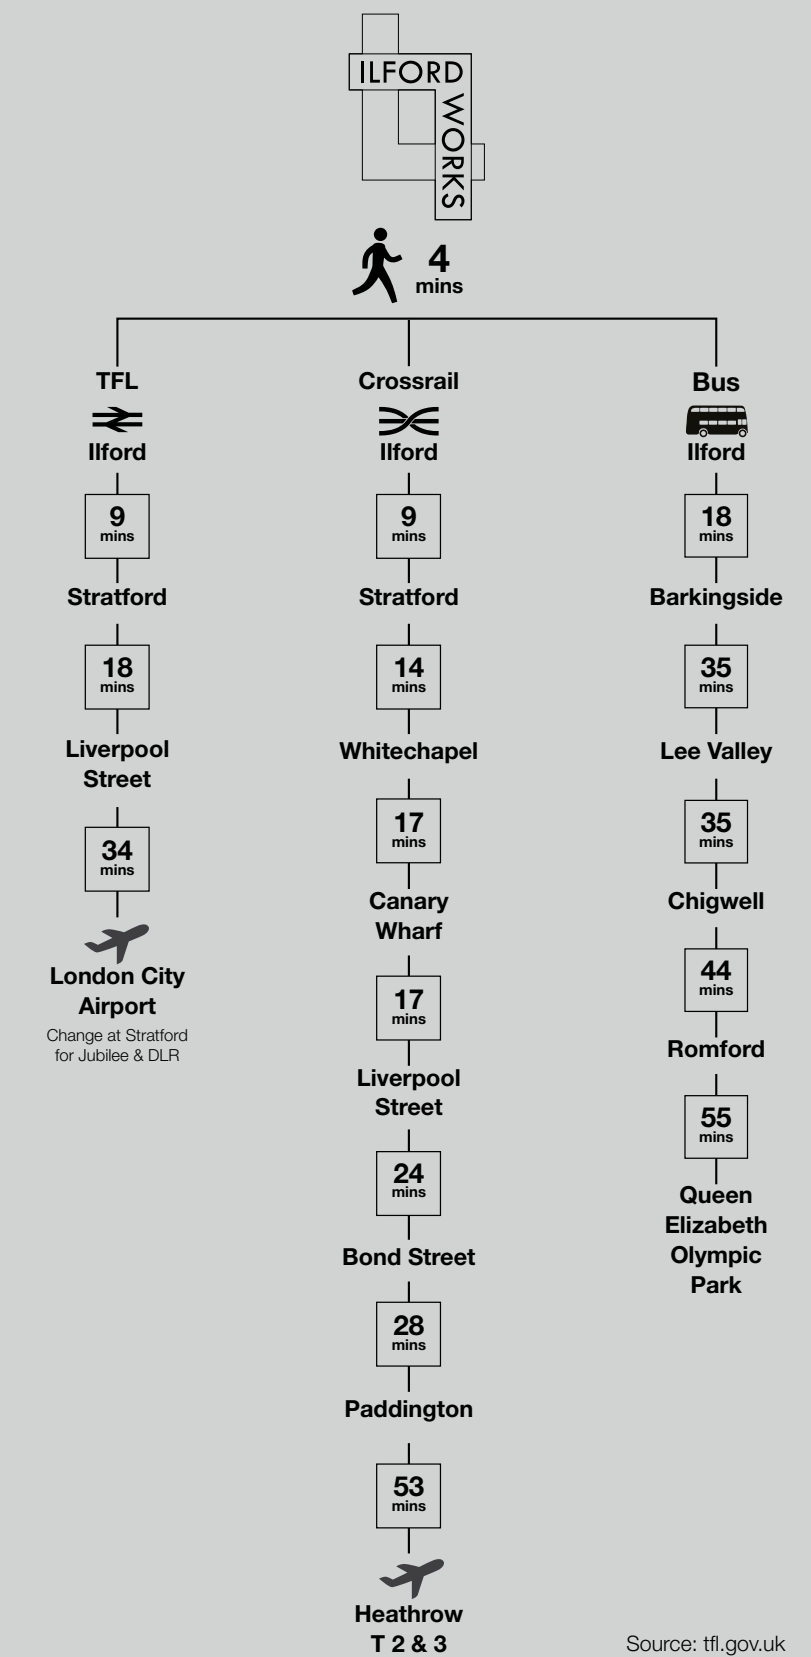 ILFORD
WORKS
4
mins
TFL
Ilford
9
mins
Stratford
18
mins
Liverpool
Street
34
mins
London City
Airport
Change at Stratford
for Jubilee & DLR
Crossrail
Ilford
9
mins
Stratford
14
mins
Whitechapel
17
mins
Canary
Wharf
17
mins
Liverpool
Street
24
mins
Bond Street
28
mins
Paddington
53
mins
Heathrow
T 2 & 3
Bus
Ilford
18
mins
Barkingside
35
mins
Lee Valley
35
mins
Chigwell
44
mins
Romford
55
mins
Queen
Elizabeth
Olympic
Park
Source: tfl.gov.uk